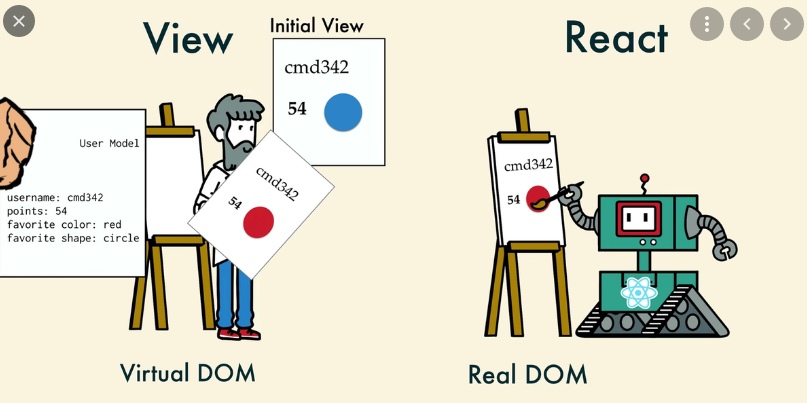 View
Initial View
React
cmd342
54
User Model
username: cmd342
points: 54
favorite color: red
favorite shape: circle
cmd342
54
cmd342
54
Virtual DOM
Real DOM